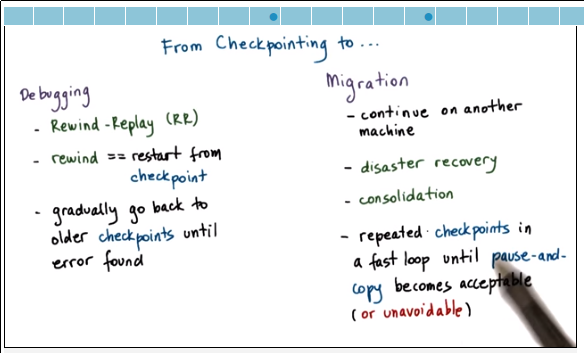 From Checkpointing to ...
Debugging
- Rewind-Replay (RR)
- rewind == restart from
checkpoint
- gradually go back to
older checkpoints until
error found
Migration
- continue on another
machine
- disaster recovery
- consolidation
- repeated checkpoints in
a fast loop until pause-and-
copy becomes acceptable
(or unavoidable)